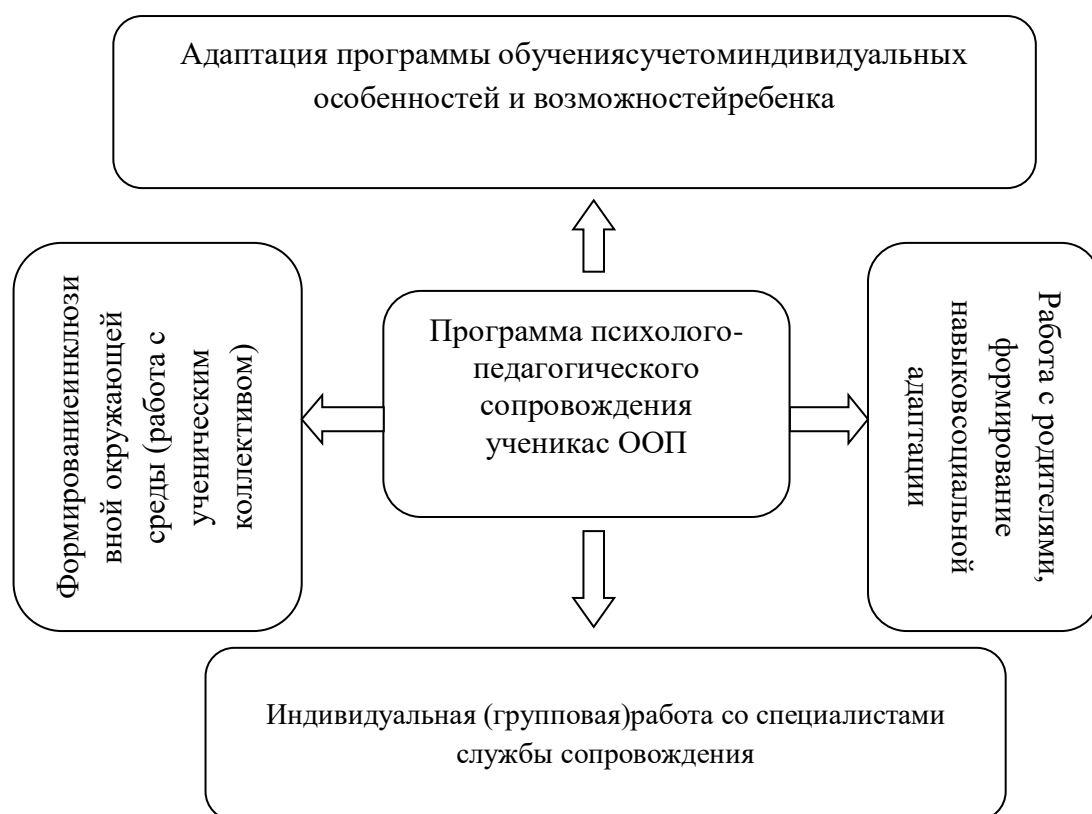 Адаптация программы обучениясучетоминдивидуальных
особенностей и возможностейребенка
Формированиеинклюзи
вной окружающей
среды (работа с
ученическим
коллективом)
Программа психолого-
педагогического
сопровождения
ученикас ООП
Работа с родителями,
формирование
навыковсоциальной
адаптации
Индивидуальная (групповая)работа со специалистами
службы сопровождения